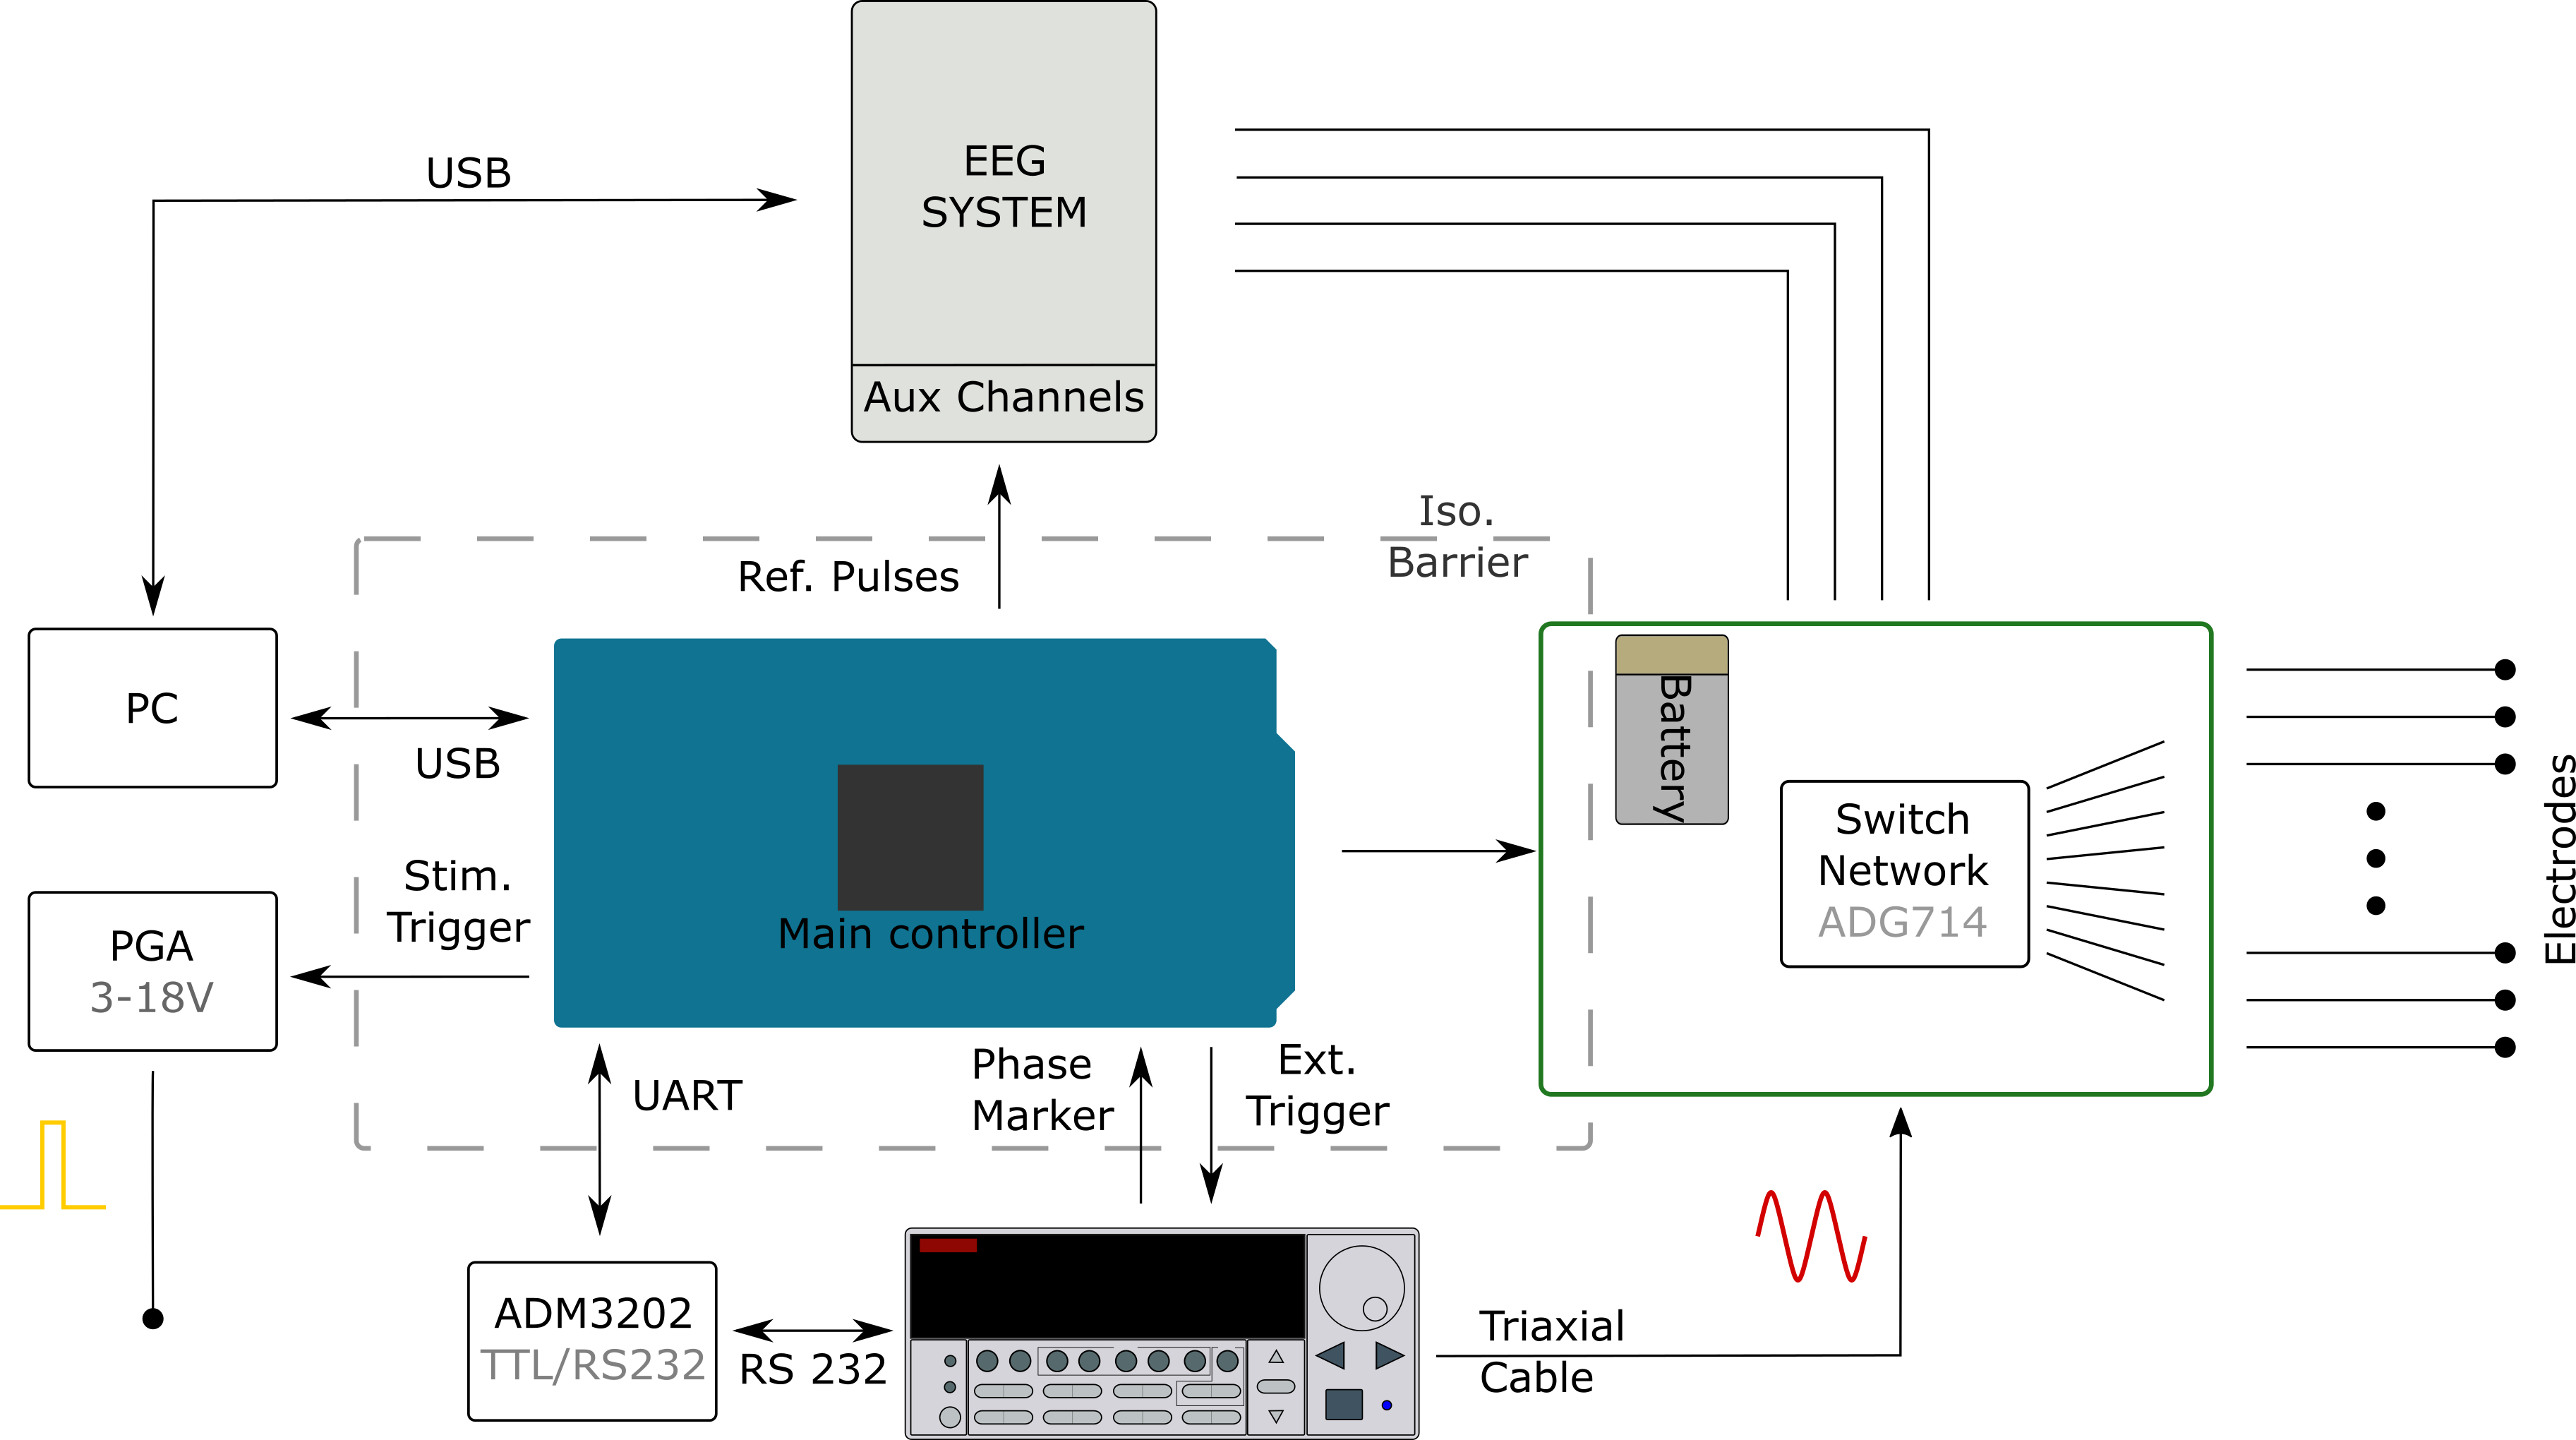 EEG
SYSTEM
Aux Channels
USB
Iso.
Barrier
Ref. Pulses
PC
USB
Battery
Stim.
Trigger
PGA
3-18V
Main controller
Switch
Network
ADG714
Electrodes
UART
Phase
Marker
Ext.
Trigger
ADM3202
TTL/RS232
RS 232
Triaxial
Cable